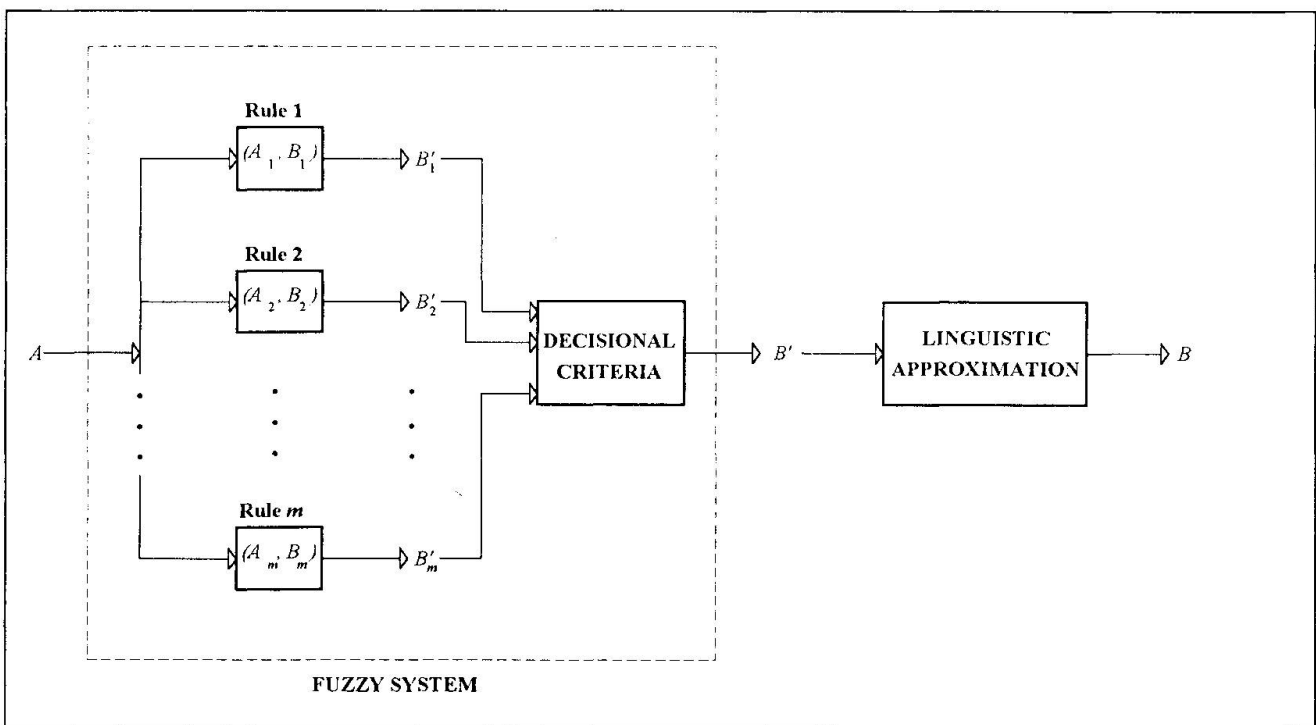 Rule 1
(A₁, B₁)
B′₁
Rule 2
(A₂, B₂)
B′₂
A
DECISIONAL
CRITERIA
B′
LINGUISTIC
APPROXIMATION
B
Rule m
(Aₘ, Bₘ)
B′ₘ
FUZZY SYSTEM